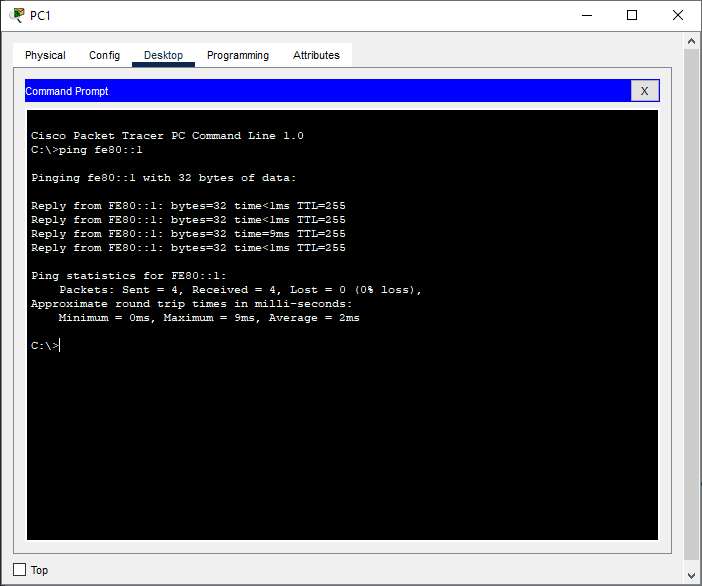 PC1
Physical Config Desktop Programming Attributes
Command Prompt X
Cisco Packet Tracer PC Command Line 1.0
C:\>ping fe80::1
Pinging fe80::1 with 32 bytes of data:
Reply from FE80::1: bytes=32 time<1ms TTL=255
Reply from FE80::1: bytes=32 time<1ms TTL=255
Reply from FE80::1: bytes=32 time=9ms TTL=255
Reply from FE80::1: bytes=32 time<1ms TTL=255
Ping statistics for FE80::1:
Packets: Sent = 4, Received = 4, Lost = 0 (0% loss),
Approximate round trip times in milli-seconds:
Minimum = 0ms, Maximum = 9ms, Average = 2ms
C:\>
Top